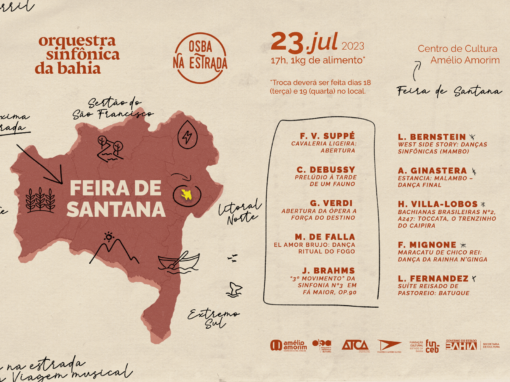 orquestra
sinfônica
da bahia
OSBA
NA ESTRADA
23.jul 2023
17h, 1kg de alimento*
*Troca deverá ser feita dias 18
(terça) e 19 (quarta) no local.
Centro de Cultura
Amélio Amorim
Feira de Santana
Sertão do
São Francisco
FEIRA DE
SANTANA
Litoral
Norte
Extremo
Sul
F. V. SUPPÉ
CAVALERIA LIGEIRA:
ABERTURA
C. DEBUSSY
PRELÚDIO À TARDE
DE UM FAUNO
G. VERDI
ABERTURA DA ÓPERA A
FORÇA DO DESTINO
M. DE FALLA
EL AMOR BRUJO: DANÇA
RITUAL DO FOGO
J. BRAHMS
"3º MOVIMENTO" DA
SINFONIA Nº3 EM
FÁ MAIOR, OP.90
L. BERNSTEIN
WEST SIDE STORY: DANÇAS
SINFÔNICAS (MAMBO)
A. GINASTERA
ESTANCIA: MALAMBO –
DANÇA FINAL
H. VILLA-LOBOS
BACHIANAS BRASILEIRAS Nº2,
A247: TOCCATA, O TRENZINHO
DO CAIPIRA
F. MIGNONE
MARACATU DE CHICO REI:
DANÇA DA RAINHA N'GINGA
L. FERNANDEZ
SUÍTE REISADO DE
PASTOREIO: BATUQUE
na estrada
Viagem musical
amélio
amorim
ATCA
fun
ceb
BAHIA